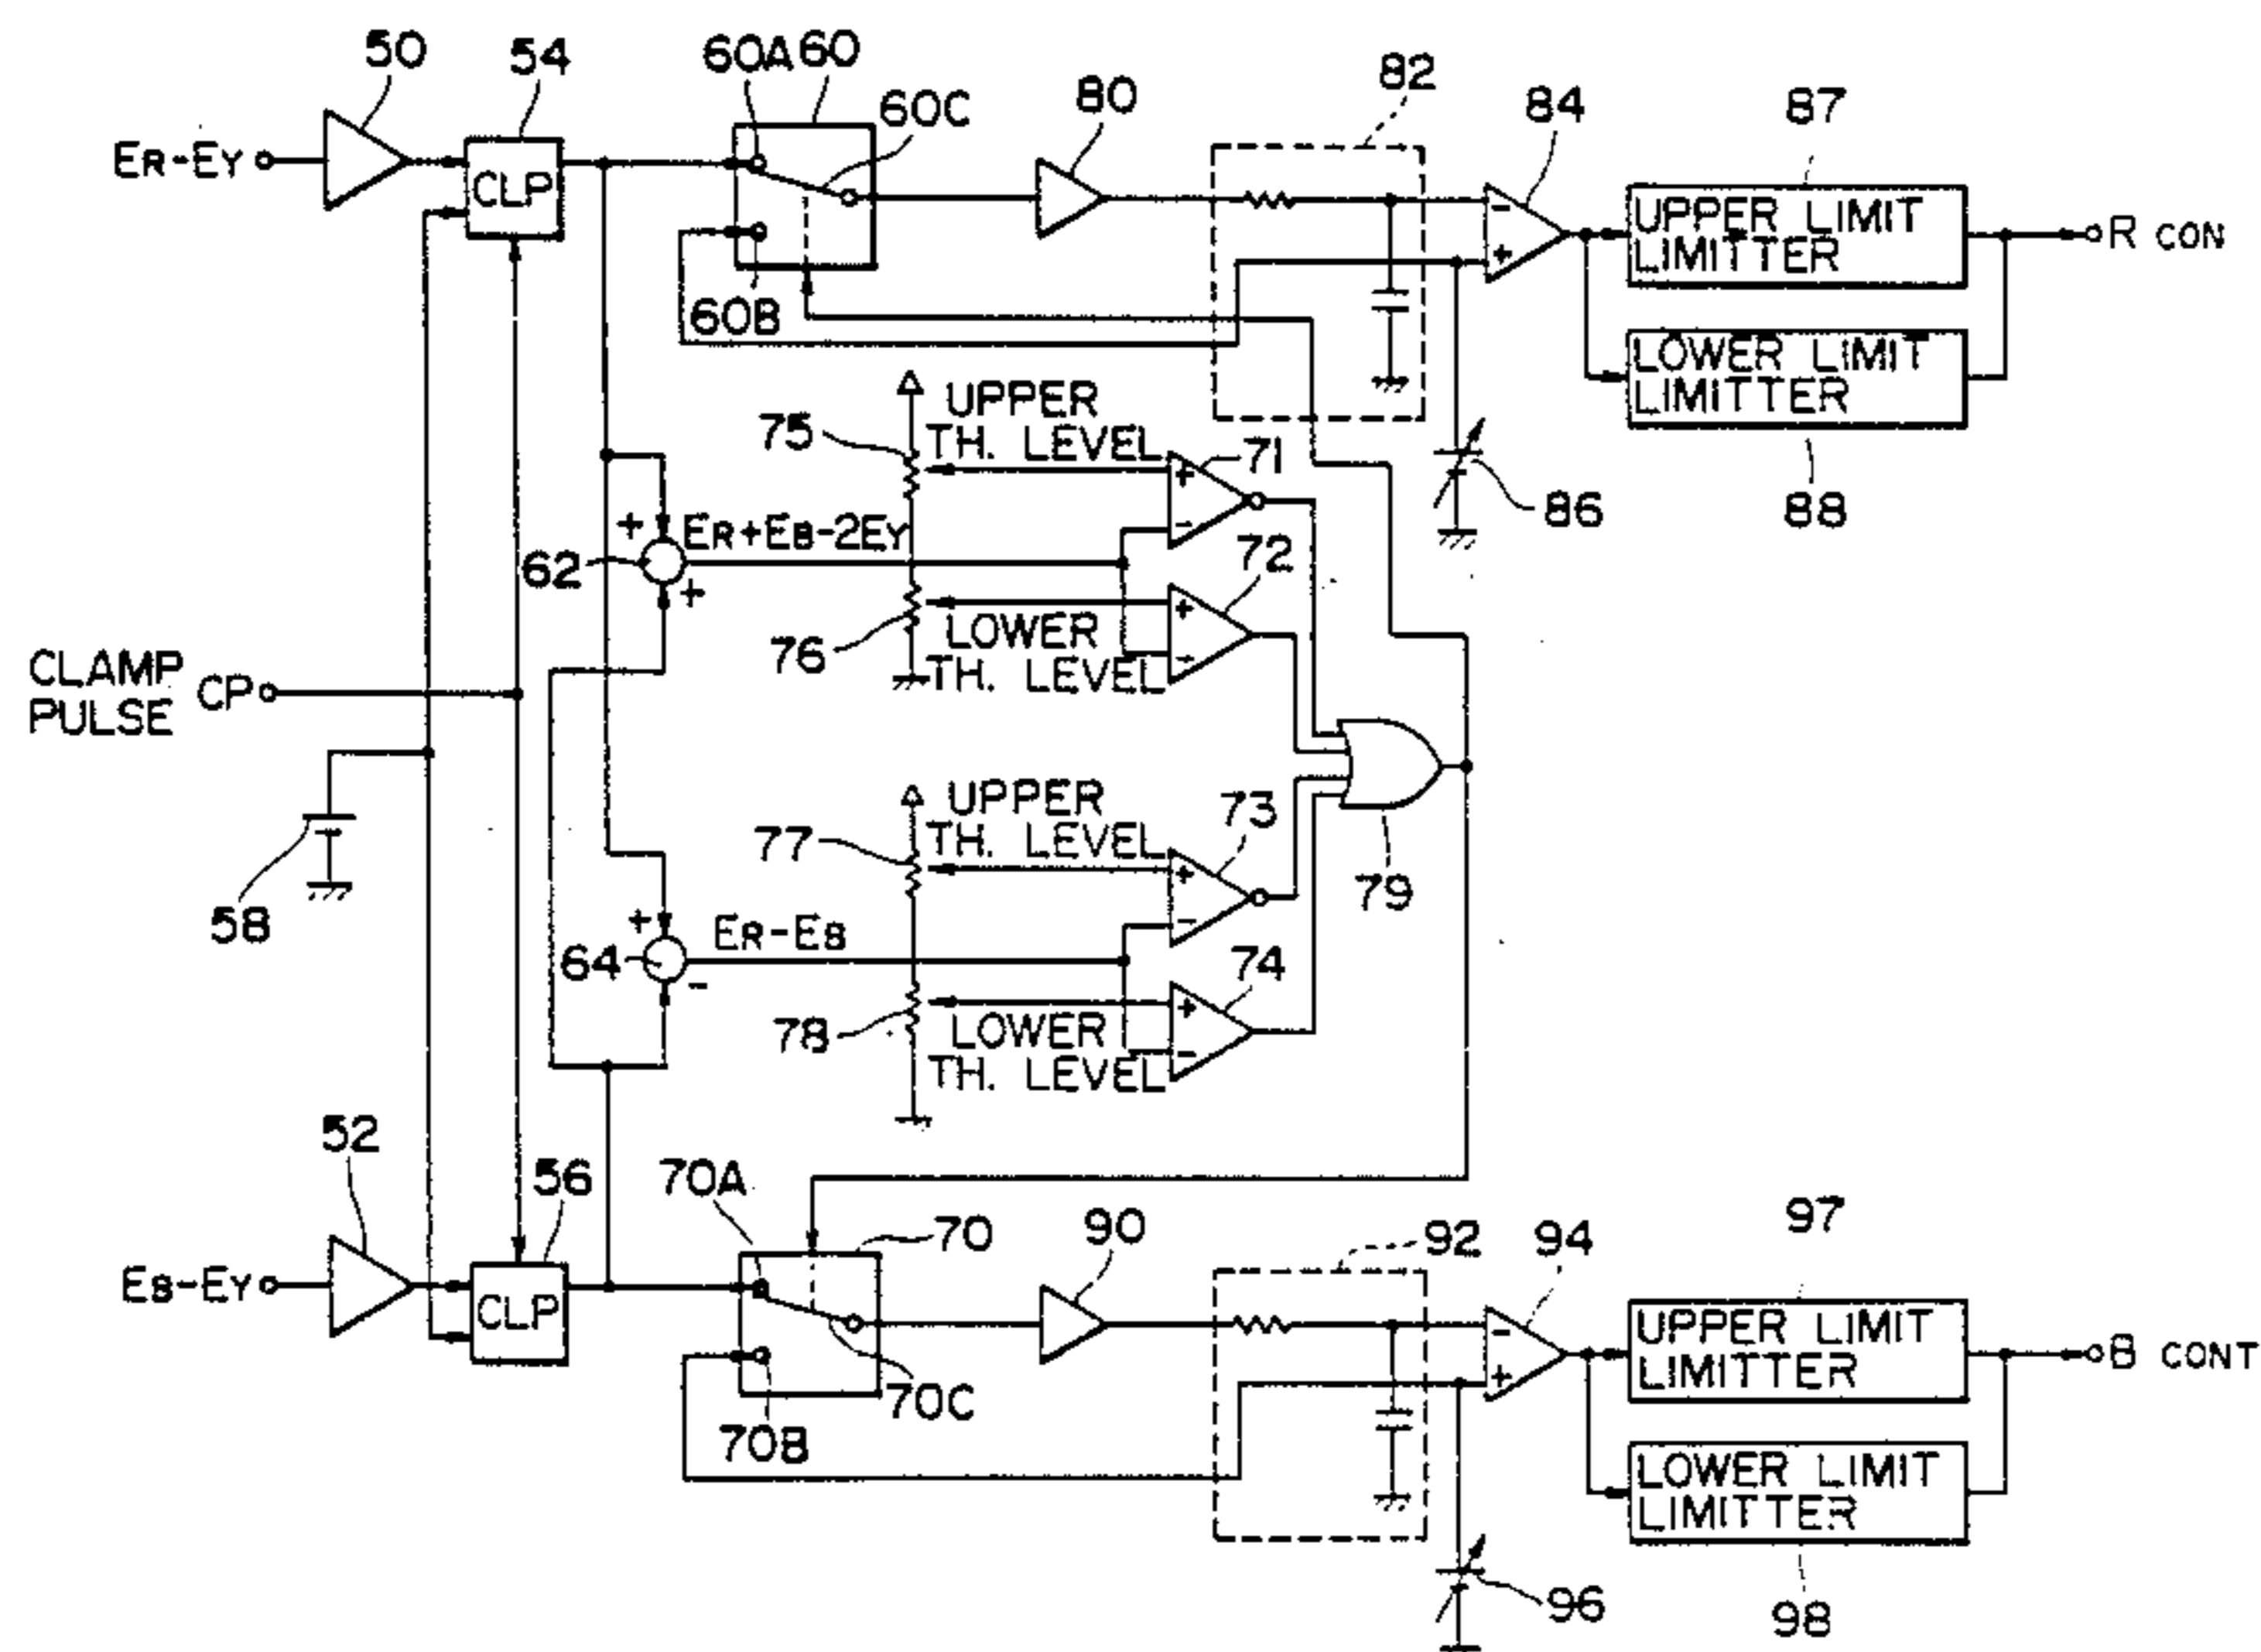 50
54
60A 60
60C
80
82
84
87
ER-EY
CLP
- 
+
UPPER LIMIT
LIMITTER
R CON
60B
LOWER LIMIT
LIMITTER
88
86
75
UPPER
TH. LEVEL
+
-
71
62
+
+
ER+EB-2EY
72
76
LOWER
TH. LEVEL
+
-
CLAMP
PULSE
CP
58
77
UPPER
TH. LEVEL
+
-
73
79
64
+
-
ER-EB
74
78
LOWER
TH. LEVEL
+
-
52
56
70A
70
90
92
94
97
EB-EY
CLP
-
+
UPPER LIMIT
LIMITTER
B CONT
70C
70B
LOWER LIMIT
LIMITTER
96
98